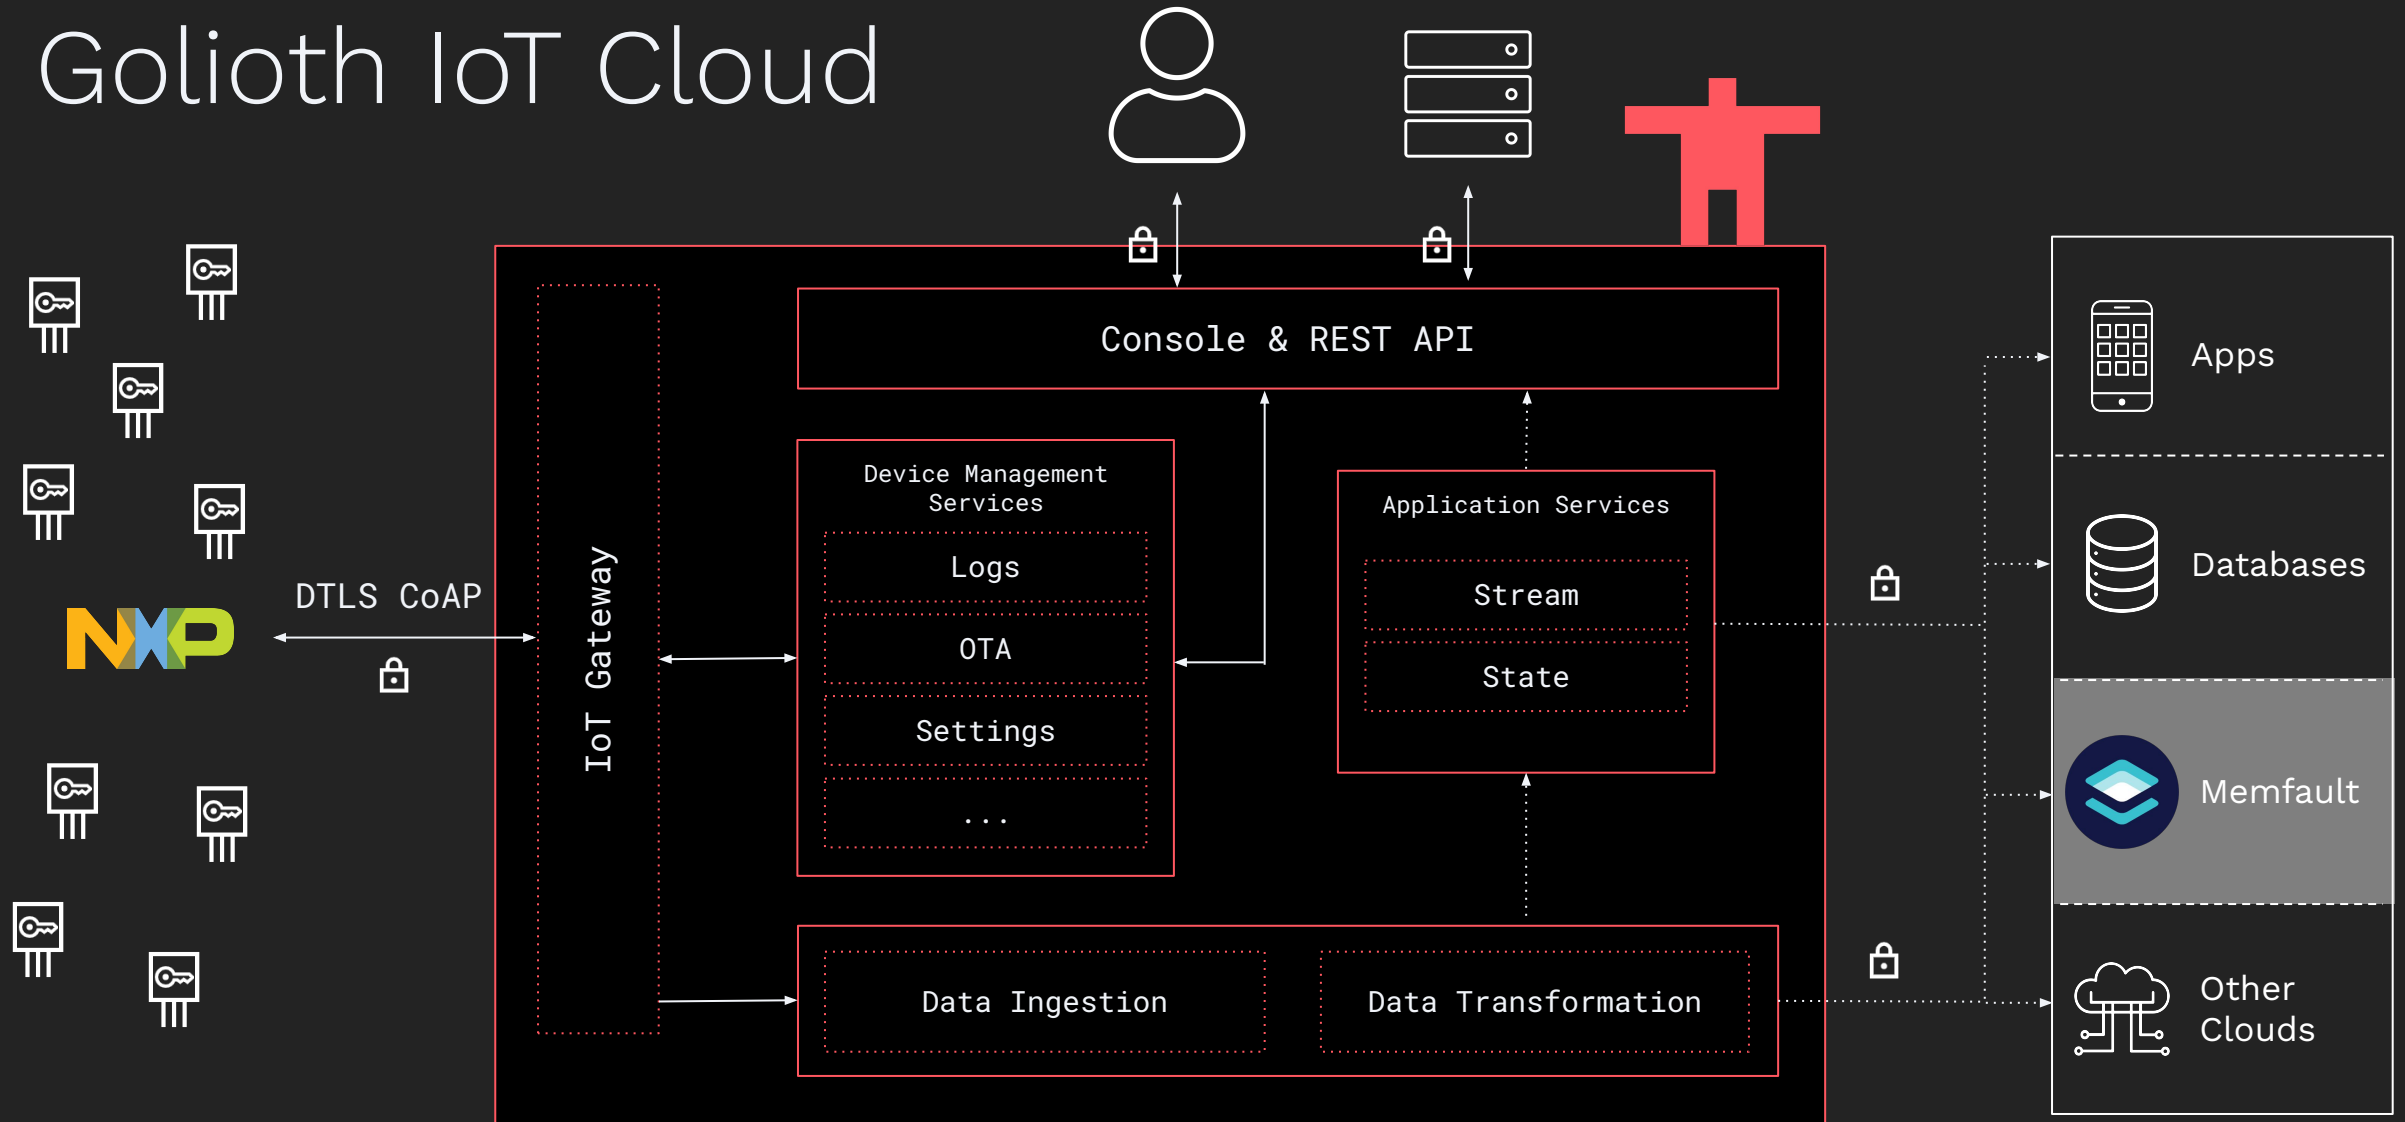 Golioth IoT Cloud
Console & REST API
Device Management
Services
Logs
OTA
Settings
...
Application Services
Stream
State
IoT Gateway
DTLS CoAP
NXP
Data Ingestion
Data Transformation
Apps
Databases
Memfault
Other
Clouds